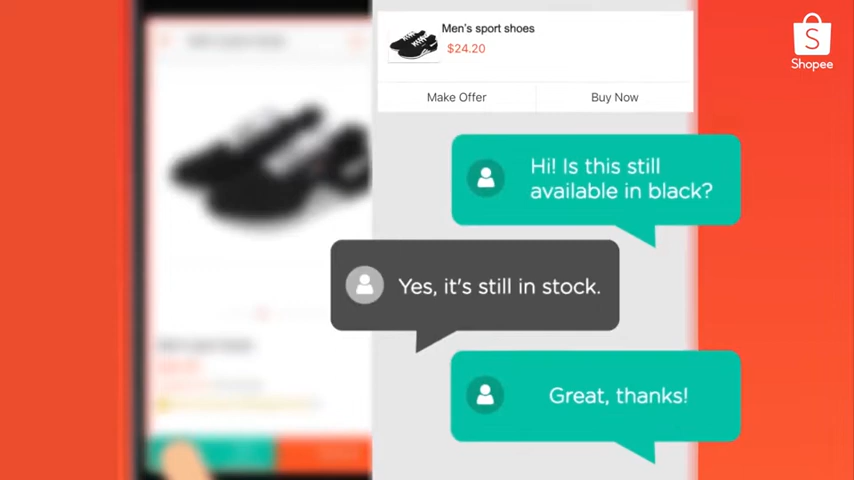 Men's sport shoes
$24.20
Make Offer
Buy Now
S
Shopee
Hi! Is this still
available in black?
Yes, it's still in stock.
Great, thanks!